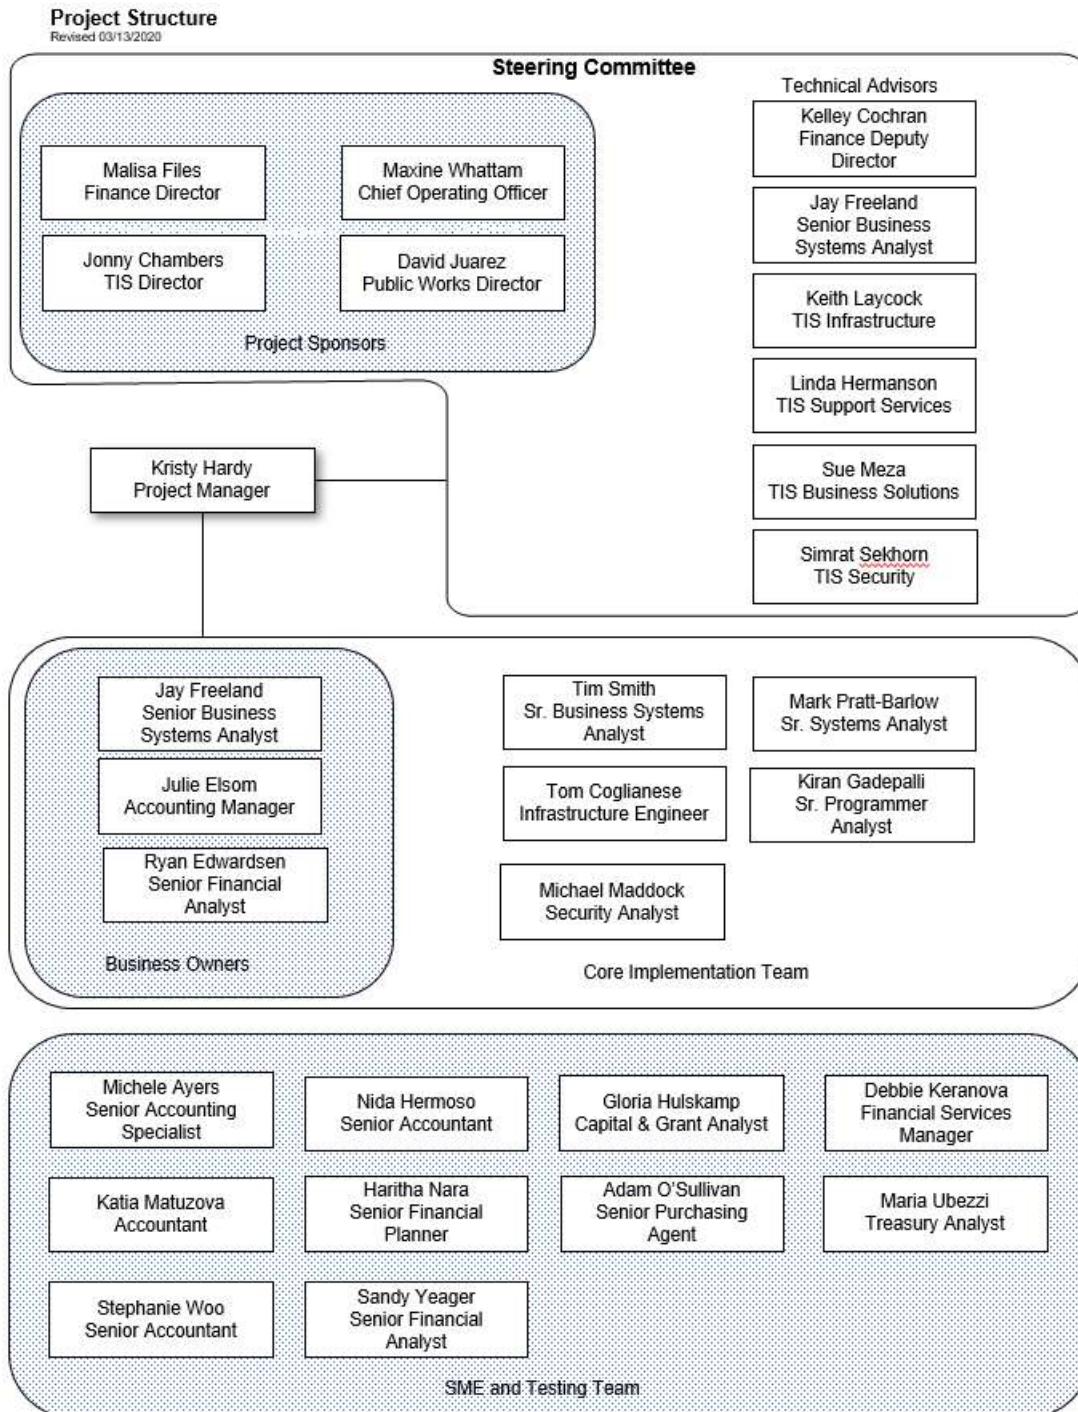 Project Structure
Revised 03/13/2020
Steering Committee
Technical Advisors
Malisa Files
Finance Director
Maxine Whattam
Chief Operating Officer
Jonny Chambers
TIS Director
David Juarez
Public Works Director
Project Sponsors
Kelley Cochran
Finance Deputy
Director
Jay Freeland
Senior Business
Systems Analyst
Keith Laycock
TIS Infrastructure
Linda Hermanson
TIS Support Services
Sue Meza
TIS Business Solutions
Simrat Sekhorn
TIS Security
Kristy Hardy
Project Manager
Jay Freeland
Senior Business
Systems Analyst
Julie Elsom
Accounting Manager
Ryan Edwardsen
Senior Financial
Analyst
Business Owners
Tim Smith
Sr. Business Systems
Analyst
Mark Pratt-Barlow
Sr. Systems Analyst
Tom Coglianese
Infrastructure Engineer
Kiran Gadepalli
Sr. Programmer
Analyst
Michael Maddock
Security Analyst
Core Implementation Team
Michele Ayers
Senior Accounting
Specialist
Nida Hermoso
Senior Accountant
Gloria Hulskamp
Capital & Grant Analyst
Debbie Keranova
Financial Services
Manager
Katia Matuzova
Accountant
Haritha Nara
Senior Financial
Planner
Adam O'Sullivan
Senior Purchasing
Agent
Maria Ubezzi
Treasury Analyst
Stephanie Woo
Senior Accountant
Sandy Yeager
Senior Financial
Analyst
SME and Testing Team